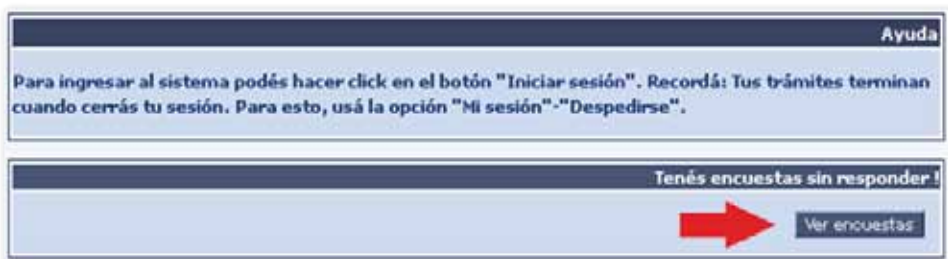 Ayuda
Para ingresar al sistema podés hacer click en el botón "Iniciar sesión". Recordá: Tus trámites terminan
cuando cerrás tu sesión. Para esto, usá la opción "Mi sesión"-"Despedirse".
Tenés encuestas sin responder !
Ver encuestas